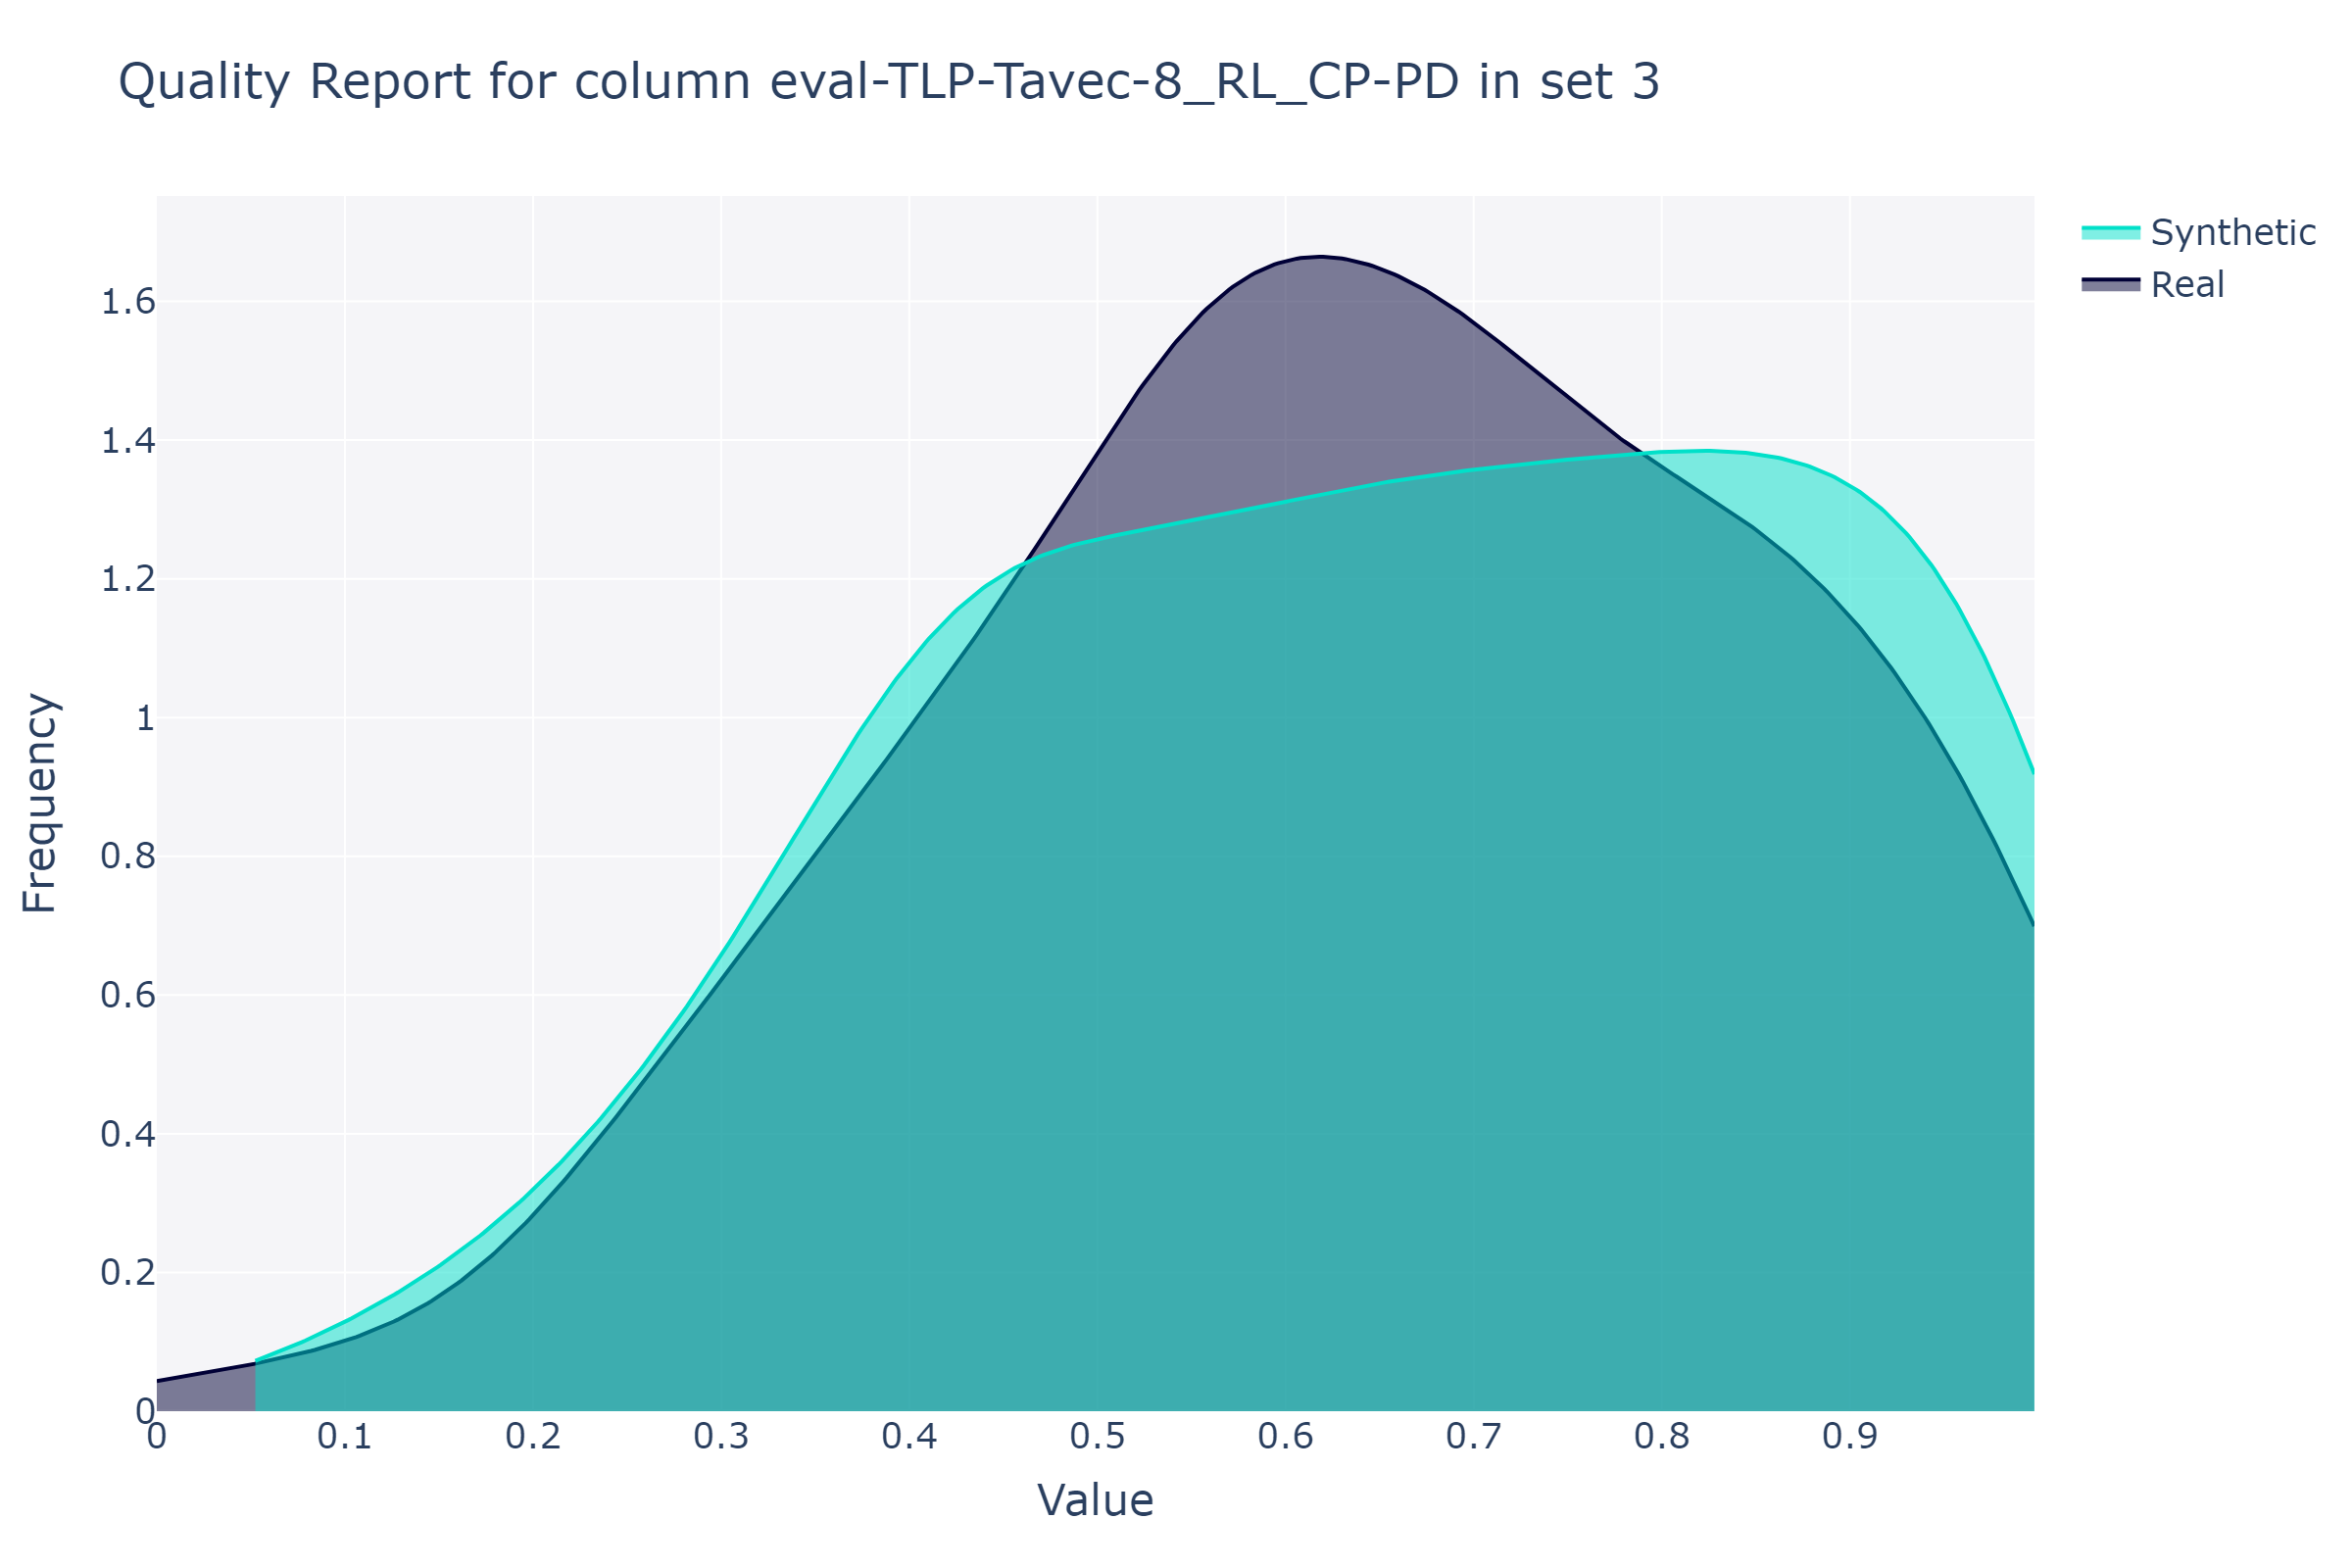 Quality Report for column eval-TLP-Tavec-8_RL_CP-PD in set 3
Synthetic
Real
1.6
1.4
1.2
1
0.8
0.6
0.4
0.2
0
Frequency
0 0.1 0.2 0.3 0.4 0.5 0.6 0.7 0.8 0.9
Value